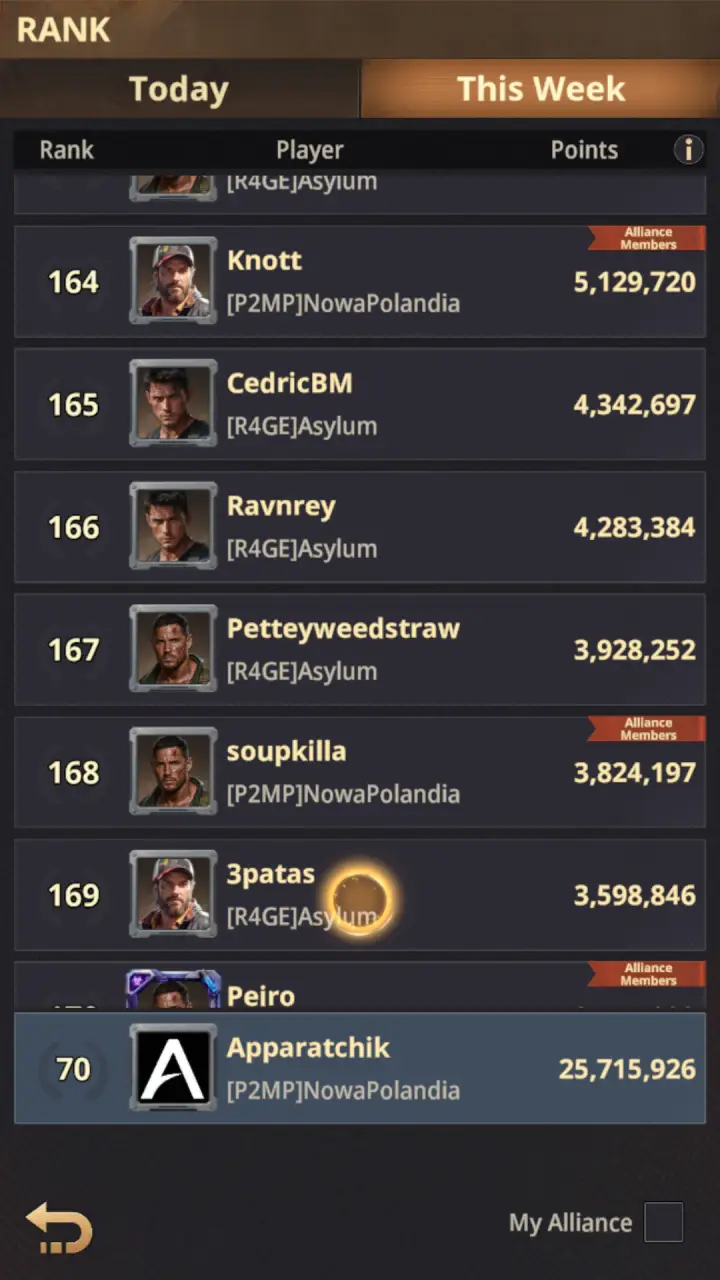 RANK
Today
This Week
Rank
Player
Points
[R4GE]Asylum
164
Knott
[P2MP]NowaPolandia
Alliance
Members
5,129,720
165
CedricBM
[R4GE]Asylum
4,342,697
166
Ravnrey
[R4GE]Asylum
4,283,384
167
Petteyweedstraw
[R4GE]Asylum
3,928,252
168
soupkilla
[P2MP]NowaPolandia
Alliance
Members
3,824,197
169
3patas
[R4GE]Asylum
3,598,846
Peiro
Alliance
Members
70
Apparatchik
[P2MP]NowaPolandia
25,715,926
My Alliance